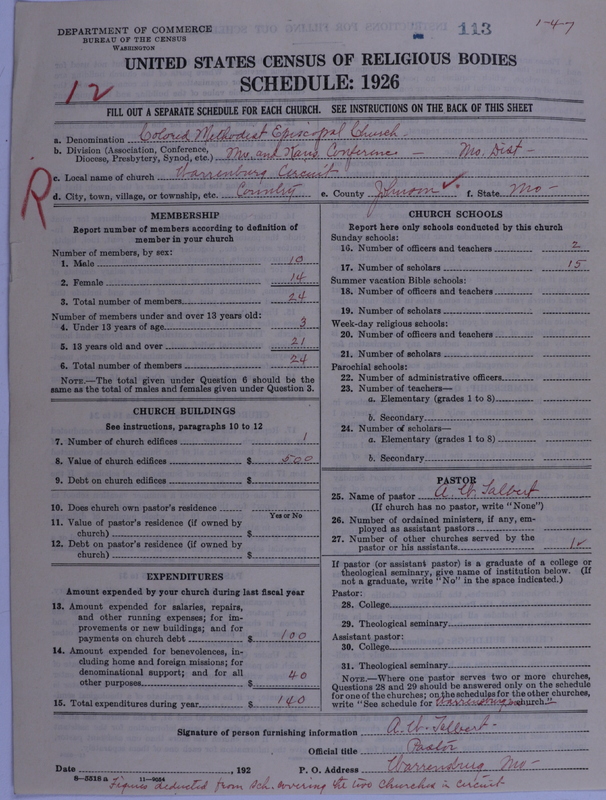 DEPARTMENT OF COMMERCE
BUREAU OF THE CENSUS
WASHINGTON
113
1-4-7
UNITED STATES CENSUS OF RELIGIOUS BODIES
SCHEDULE: 1926
12
FILL OUT A SEPARATE SCHEDULE FOR EACH CHURCH. SEE INSTRUCTIONS ON THE BACK OF THIS SHEET
a. Denomination Colored Methodist Episcopal Church
b. Division (Association, Conference, Diocese, Presbytery, Synod, etc.) Mo. and Kans. Conference — Mo. Dist —
c. Local name of church Warrenburg Circuit
R
d. City, town, village, or township, etc. Country e. County Johnson f. State Mo —
MEMBERSHIP
Report number of members according to definition of member in your church
Number of members, by sex:
1. Male 10
2. Female 14
3. Total number of members 24
Number of members under and over 13 years old:
4. Under 13 years of age 3
5. 13 years old and over 21
6. Total number of members 24
NOTE.—The total given under Question 6 should be the same as the total of males and females given under Question 3.
CHURCH BUILDINGS
See instructions, paragraphs 10 to 12
7. Number of church edifices 1
8. Value of church edifices $ 500
9. Debt on church edifices $
10. Does church own pastor's residence
Yes or No
11. Value of pastor's residence (if owned by church) $
12. Debt on pastor's residence (if owned by church) $
EXPENDITURES
Amount expended by your church during last fiscal year
13. Amount expended for salaries, repairs, and other running expenses; for improvements or new buildings; and for payments on church debt $ 100
14. Amount expended for benevolences, including home and foreign missions; for denominational support; and for all other purposes $ 40
15. Total expenditures during year $ 140
CHURCH SCHOOLS
Report here only schools conducted by this church
Sunday schools:
16. Number of officers and teachers 2
17. Number of scholars 15
Summer vacation Bible schools:
18. Number of officers and teachers
19. Number of scholars
Week-day religious schools:
20. Number of officers and teachers
21. Number of scholars
Parochial schools:
22. Number of administrative officers
23. Number of teachers—
a. Elementary (grades 1 to 8)
b. Secondary
24. Number of scholars—
a. Elementary (grades 1 to 8)
b. Secondary
PASTOR
25. Name of pastor A. W. Talbert
(If church has no pastor, write "None")
26. Number of ordained ministers, if any, employed as assistant pastors
27. Number of other churches served by the pastor or his assistants
If pastor (or assistant pastor) is a graduate of a college or theological seminary, give name of institution below. (If not a graduate, write "No" in the space indicated.)
Pastor:
28. College
29. Theological seminary
Assistant pastor:
30. College
31. Theological seminary
NOTE.—Where one pastor serves two or more churches, Questions 28 and 29 should be answered only on the schedule for one of the churches; on the schedules for the other churches, write "See schedule for Warrenburg church."
Signature of person furnishing information A. W. Talbert
Official title Pastor
Date , 192 P. O. Address Warrensburg Mo —
8—5518 a 11—9064
Figures deducted from sch. covering the two churches in circuit